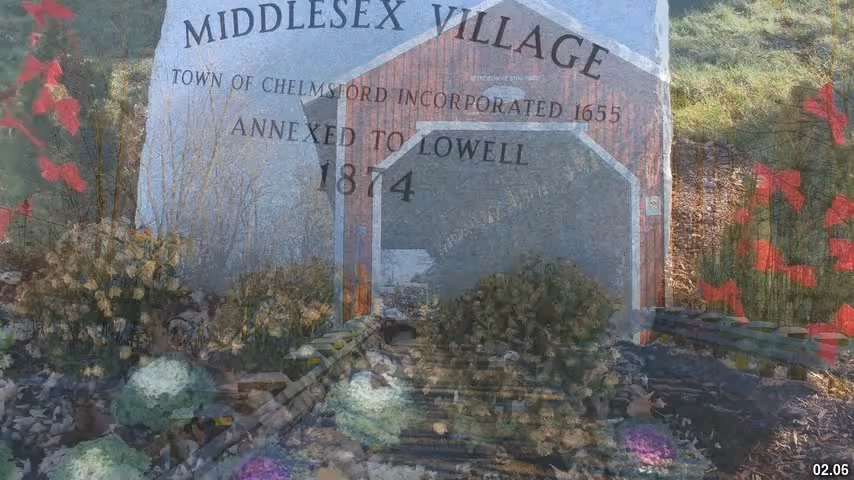 MIDDLESEX VILLAGE
TOWN OF CHELMSFORD INCORPORATED 1655
ANNEXED TO LOWELL
1874
02.06